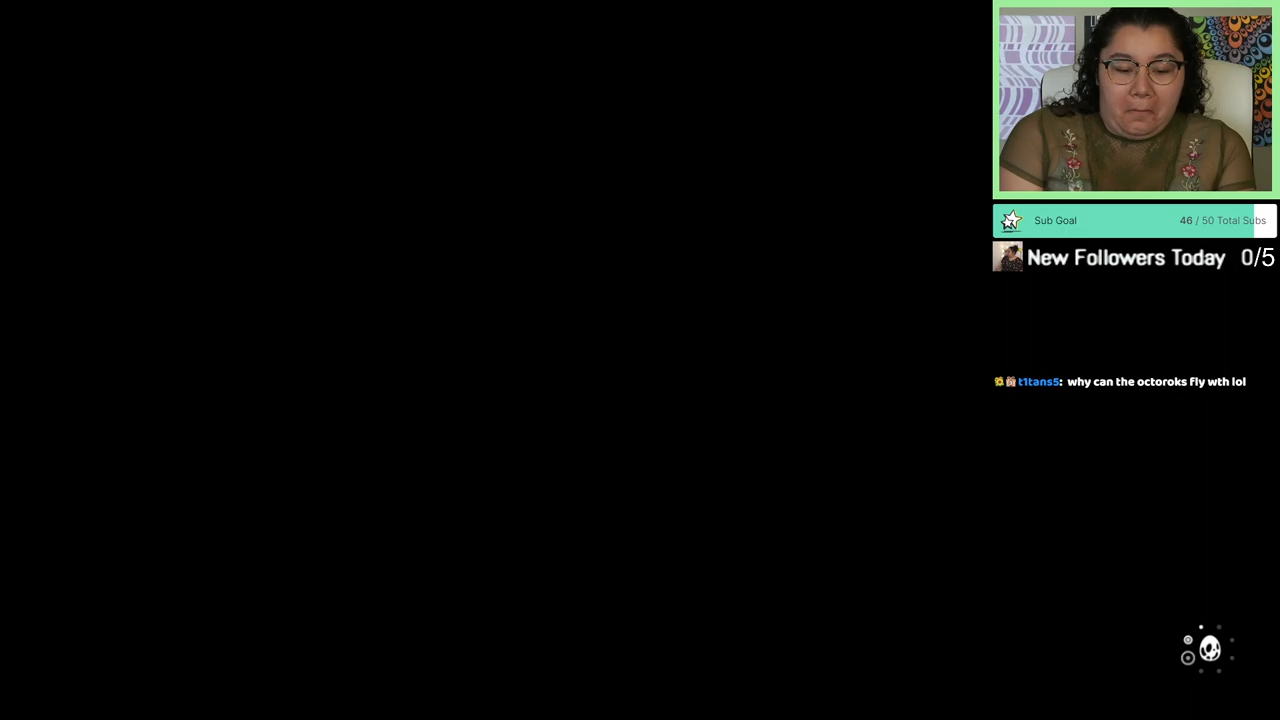 Sub Goal 46 / 50 Total Subs
New Followers Today 0/5
t1tans5: why can the octoroks fly wth lol